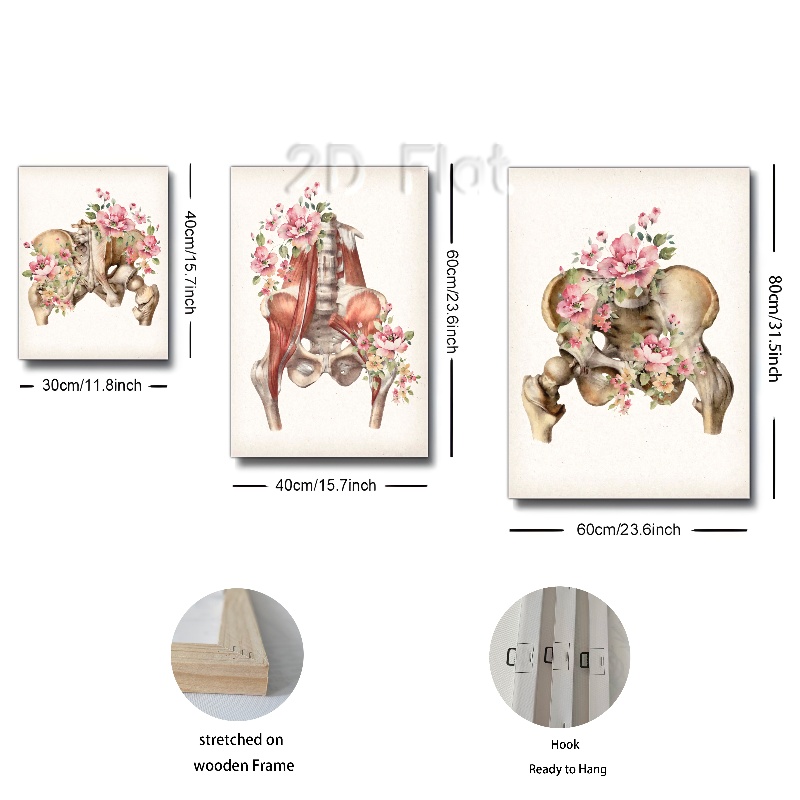 2D Flat
40cm/15.7inch
30cm/11.8inch
60cm/23.6inch
40cm/15.7inch
80cm/31.5inch
60cm/23.6inch
stretched on
wooden Frame
Hook
Ready to Hang